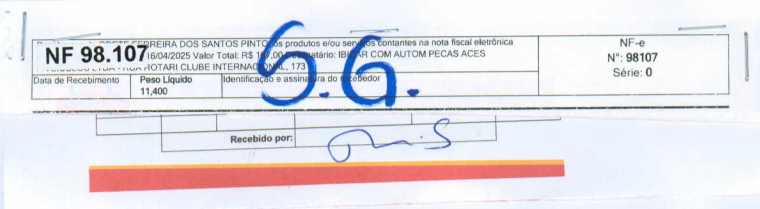 FERREIRA DOS SANTOS PINTO os produtos e/ou serviços contantes na nota fiscal eletrônica
NF 98.107
16/04/2025 Valor Total: R$ IBICAR COM AUTOM PECAS ACES
ROTARI CLUBE INTERNACIONAL, 173
Data de Recebimento
Peso Líquido
11,400
Identificação e assinatura do recebedor
NF-e
N°: 98107
Série: 0
S.G.
Recebido por: